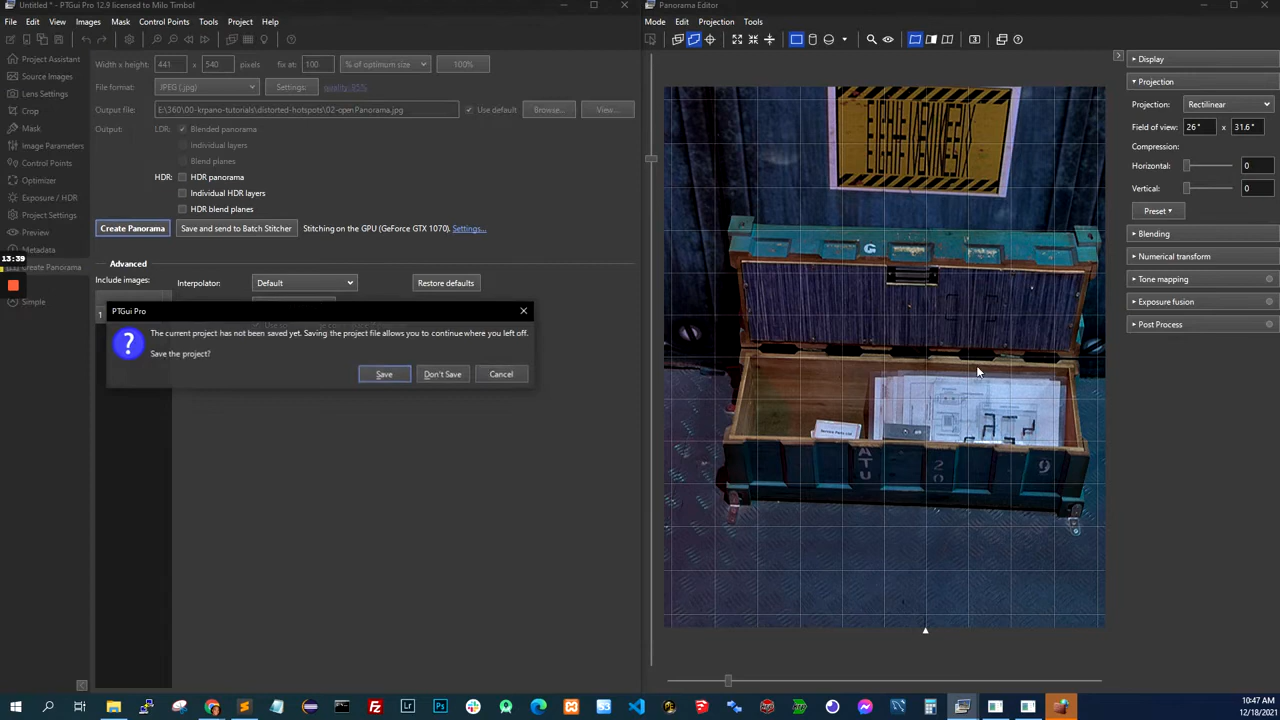 Untitled * - PTGui Pro 12.9 licensed to Milo Timbol
File Edit View Images Mask Control Points Tools Project Help
Project Assistant
Source Images
Lens Settings
Crop
Mask
Image Parameters
Control Points
Optimizer
Exposure / HDR
Project Settings
Preview
Metadata
Create Panorama
Simple
13:39
Width x height: 441 x 540 pixels fix at: 100 % of optimum size 100%
File format: JPEG (.jpg) Settings: quality: 35%
Output file: E:\360\00-krpano-tutorials\distorted-hotspots\02-openPanorama.jpg Use default Browse... View...
Output: LDR: Blended panorama
Individual layers
Blend planes
HDR: HDR panorama
Individual HDR layers
HDR blend planes
Create Panorama Save and send to Batch Stitcher Stitching on the GPU (GeForce GTX 1070). Settings...
Advanced
Include images: Interpolator: Default Restore defaults
1
PTGui Pro
The current project has not been saved yet. Saving the project file allows you to continue where you left off.
Save the project?
Save Don't Save Cancel
Panorama Editor
Mode Edit Projection Tools
G
ATU 20 9
Display
Projection
Projection: Rectilinear
Field of view: 26° x 31.6°
Compression:
Horizontal: 0
Vertical: 0
Preset
Blending
Numerical transform
Tone mapping
Exposure fusion
Post Process
10:47 AM
12/18/2021